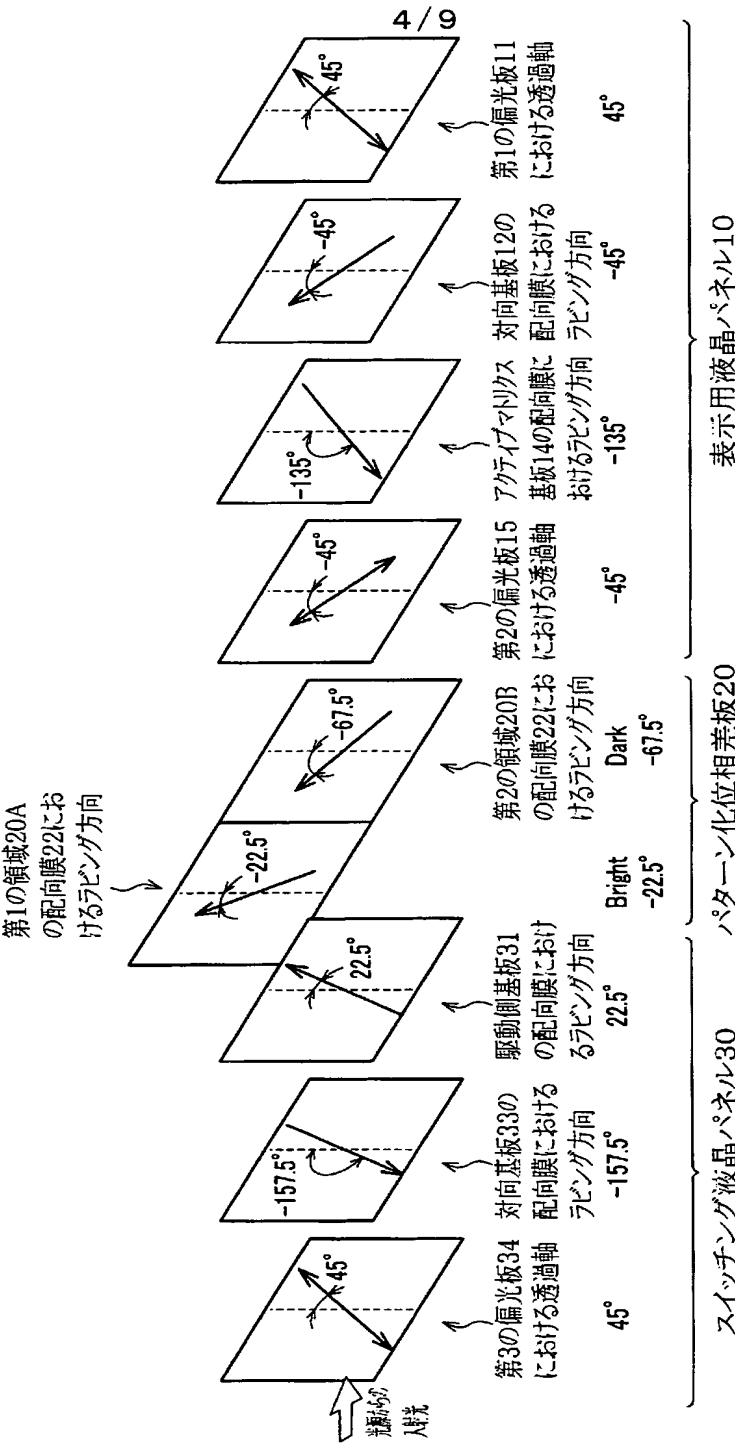 4/9
第1の領域20A
の配向膜22にお
けるラビング方向
45°
-157.5°
22.5°
-22.5°
-67.5°
-45°
-135°
-45°
45°
光源からの
入射光
第3の偏光板34
における透過軸
45°
対向基板33の
配向膜における
ラビング方向
-157.5°
駆動側基板31
の配向膜におけ
るラビング方向
22.5°
Bright
-22.5°
第2の領域20B
の配向膜22にお
けるラビング方向
Dark
-67.5°
第2の偏光板15
における透過軸
-45°
アクティブマトリクス
基板14の配向膜に
おけるラビング方向
-135°
対向基板12の
配向膜における
ラビング方向
-45°
第1の偏光板11
における透過軸
45°
スイッチング液晶パネル30
パターン化位相差板20
表示用液晶パネル10